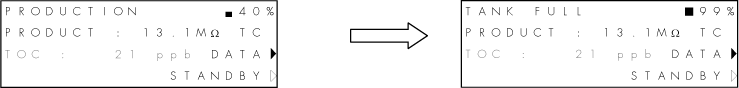 PRODUCTION 40%
PRODUCT : 13.1MΩ TC
TOC : 21 ppb DATA
STANDBY
TANK FULL 99%
PRODUCT : 13.1MΩ TC
TOC : 21 ppb DATA
STANDBY